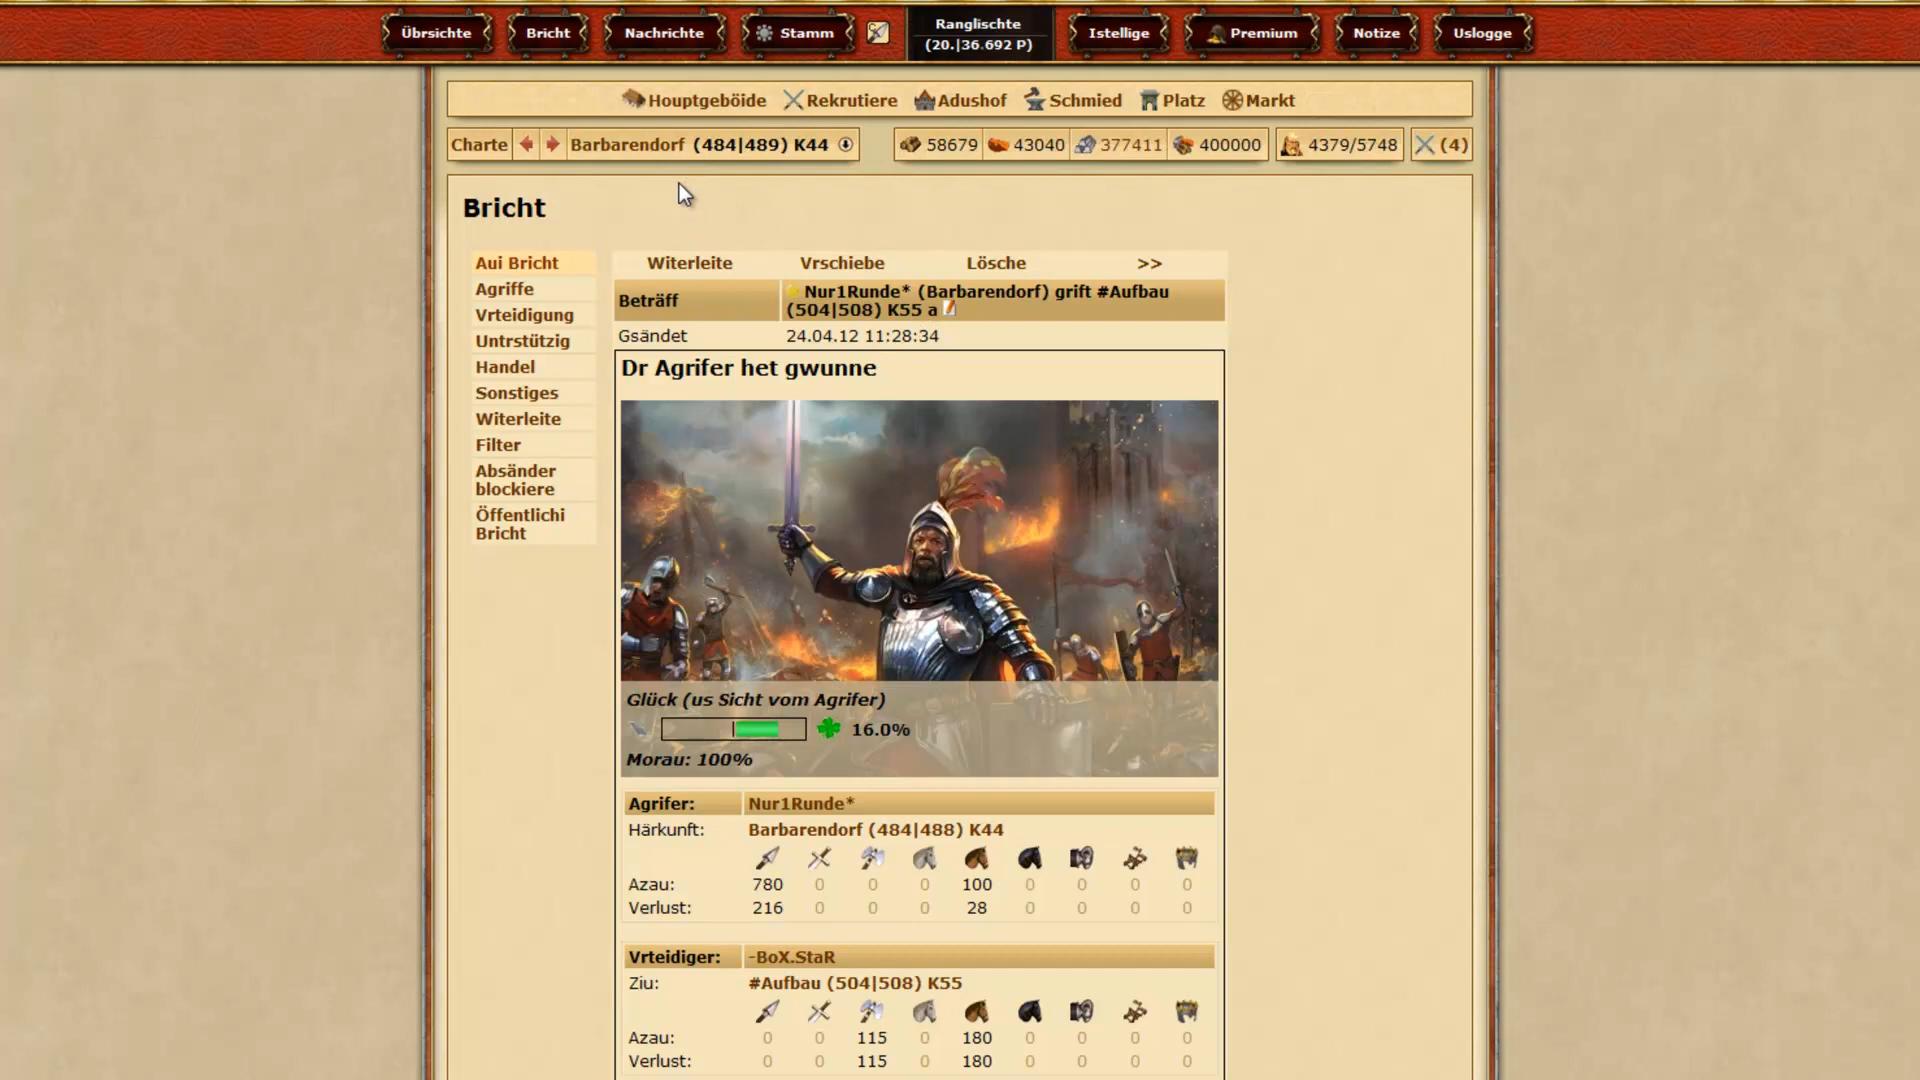 Übrsichte Bricht Nachrichte Stamm Ranglischte Istellige Premium Notize Uslogge
(20.|36.692 P)
Houptgeböide Rekrutiere Adushof Schmied Platz Markt
Charte Barbarendorf (484|489) K44 58679 43040 377411 400000 4379/5748 (4)
Bricht
Aui Bricht
Agriffe
Vrteidigung
Untrstützig
Handel
Sonstiges
Witerleite
Filter
Absänder
blockiere
Öffentlichi
Bricht
Witerleite Vrschiebe Lösche >>
Beträff Nur1Runde* (Barbarendorf) grift #Aufbau
(504|508) K55 a
Gsändet 24.04.12 11:28:34
Dr Agrifer het gwunne
Glück (us Sicht vom Agrifer)
16.0%
Morau: 100%
Agrifer: Nur1Runde*
Härkunft: Barbarendorf (484|488) K44
Azau: 780 0 0 0 100 0 0 0 0
Verlust: 216 0 0 0 28 0 0 0 0
Vrteidiger: -BoX.StaR
Ziu: #Aufbau (504|508) K55
Azau: 0 0 115 0 180 0 0 0 0
Verlust: 0 0 115 0 180 0 0 0 0